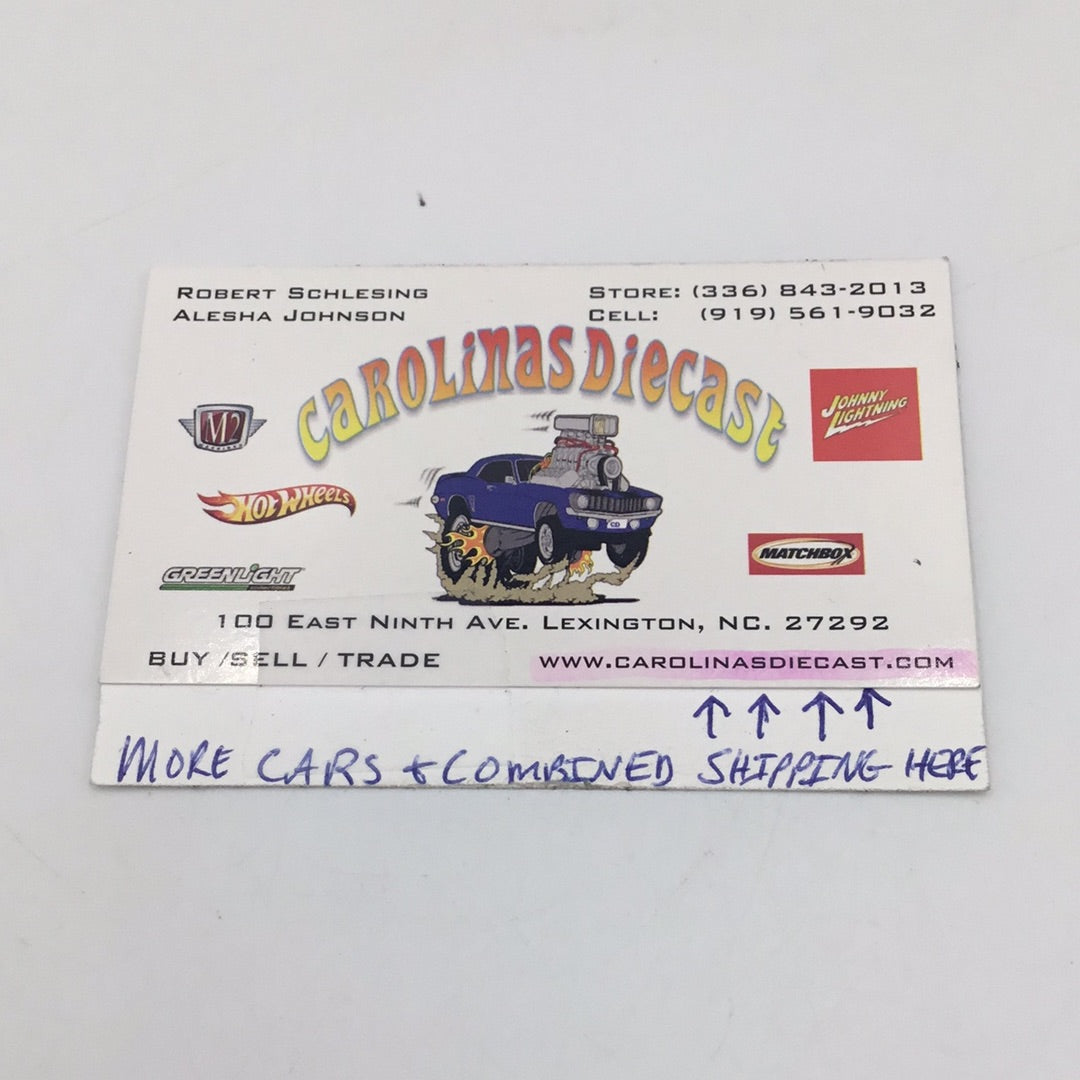 ROBERT SCHLESING
ALESHA JOHNSON
STORE: (336) 843-2013
CELL: (919) 561-9032
CAROLINAS DIECAST
M2
JOHNNY LIGHTNING
HOT WHEELS
CD
MATCHBOX
GREENLIGHT
100 EAST NINTH AVE. LEXINGTON, NC. 27292
BUY / SELL / TRADE
WWW.CAROLINASDIECAST.COM
MORE CARS & COMBINED SHIPPING HERE